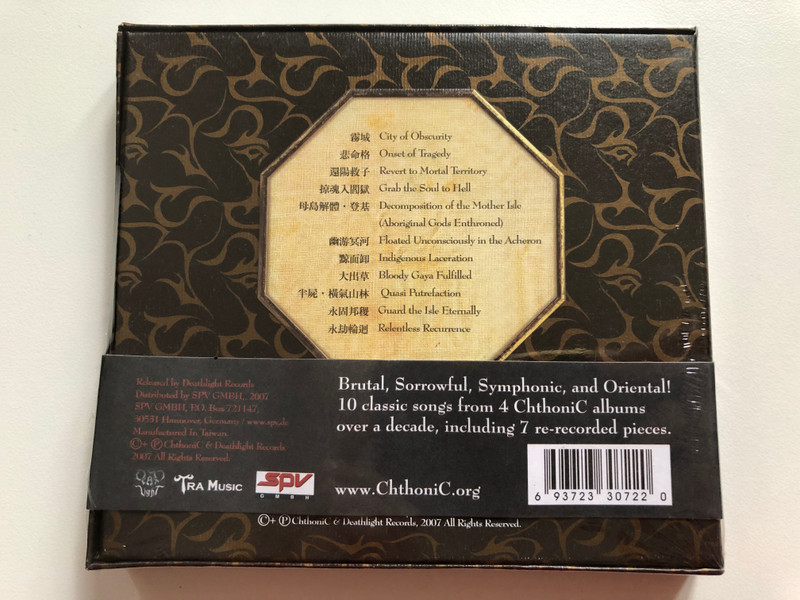 霧城 City of Obscurity
悲命格 Onset of Tragedy
還陽救子 Revert to Mortal Territory
掠魂入閻獄 Grab the Soul to Hell
母島解體・登基 Decomposition of the Mother Isle
(Aboriginal Gods Enthroned)
幽游冥河 Floated Unconsciously in the Acheron
黥面卸 Indigenous Laceration
大出草 Bloody Gaya Fulfilled
半屍・橫氣山林 Quasi Putrefaction
永固邦穩 Guard the Isle Eternally
永劫輪迴 Relentless Recurrence
Released by Deathlight Records
Distributed by SPV GMBH, 2007
SPV GMBH, P.O. Box 721147,
30531 Hannover, Germany / www.spv.de
Manufactured In Taiwan.
©+ ℗ ChthoniC & Deathlight Records
2007 All Rights Reserved.
Brutal, Sorrowful, Symphonic, and Oriental!
10 classic songs from 4 ChthoniC albums
over a decade, including 7 re-recorded pieces.
TRA MUSIC
SPV
GMBH
www.ChthoniC.org
6 93723 30722 0
©+ ℗ ChthoniC & Deathlight Records, 2007 All Rights Reserved.